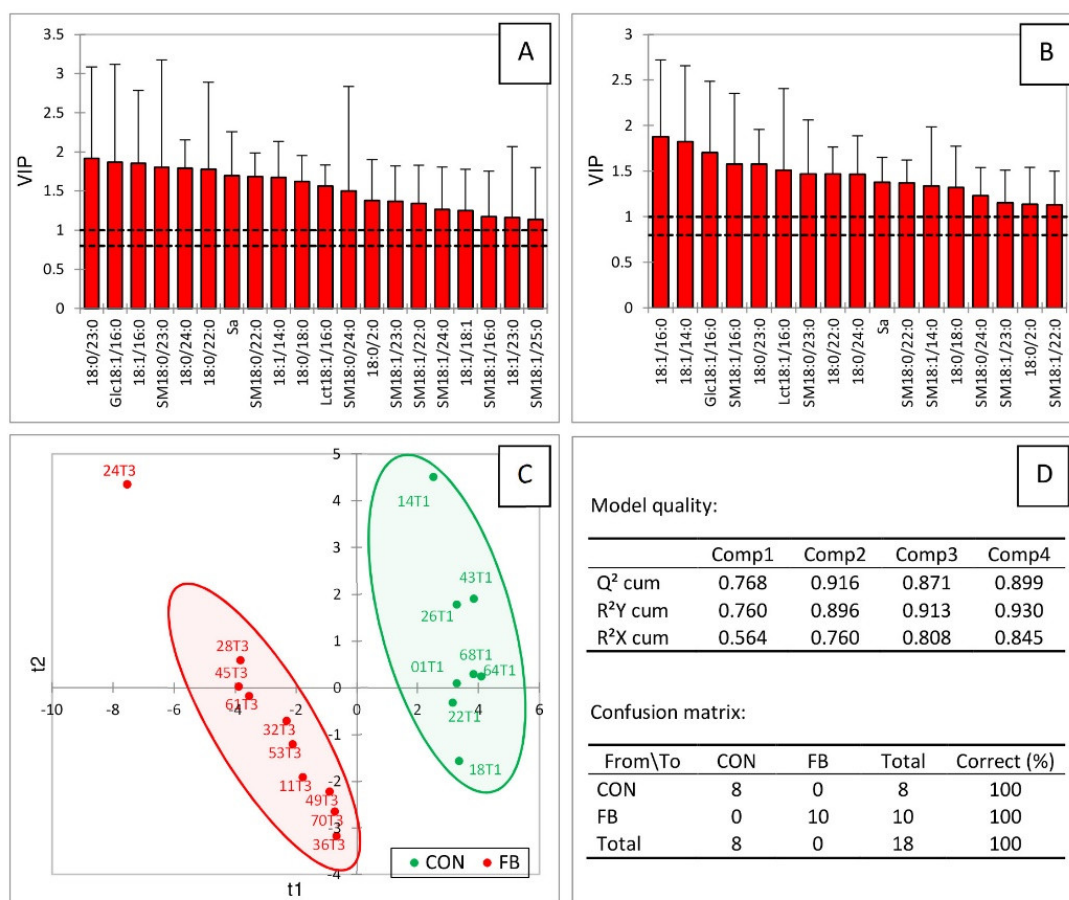 A
VIP
3.5
3
2.5
2
1.5
1
0.5
0
18:0/23:0
Glc18:1/16:0
18:1/16:0
SM18:0/23:0
18:0/24:0
18:0/22:0
Sa
SM18:0/22:0
18:1/14:0
18:0/18:0
Lct18:1/16:0
SM18:0/24:0
18:0/2:0
SM18:1/23:0
SM18:1/22:0
SM18:1/24:0
18:1/18:1
SM18:1/16:0
18:1/23:0
SM18:1/25:0
B
VIP
3
2.5
2
1.5
1
0.5
0
18:1/16:0
18:1/14:0
Glc18:1/16:0
SM18:1/16:0
18:0/23:0
Lct18:1/16:0
SM18:0/23:0
18:0/22:0
18:0/24:0
Sa
SM18:0/22:0
SM18:1/14:0
18:0/18:0
SM18:0/24:0
SM18:1/23:0
18:0/2:0
SM18:1/22:0
C
t2
5
4
3
2
1
0
-1
-2
-3
-4
-10 -8 -6 -4 -2 0 2 4 6
t1
24T3
28T3
45T3
61T3
32T3
53T3
11T3
49T3
70T3
36T3
14T1
43T1
26T1
68T1
01T1 64T1
22T1
18T1
CON FB
D
Model quality:
Comp1 Comp2 Comp3 Comp4
Q² cum 0.768 0.916 0.871 0.899
R²Y cum 0.760 0.896 0.913 0.930
R²X cum 0.564 0.760 0.808 0.845
Confusion matrix:
From\To CON FB Total Correct (%)
CON 8 0 8 100
FB 0 10 10 100
Total 8 0 18 100